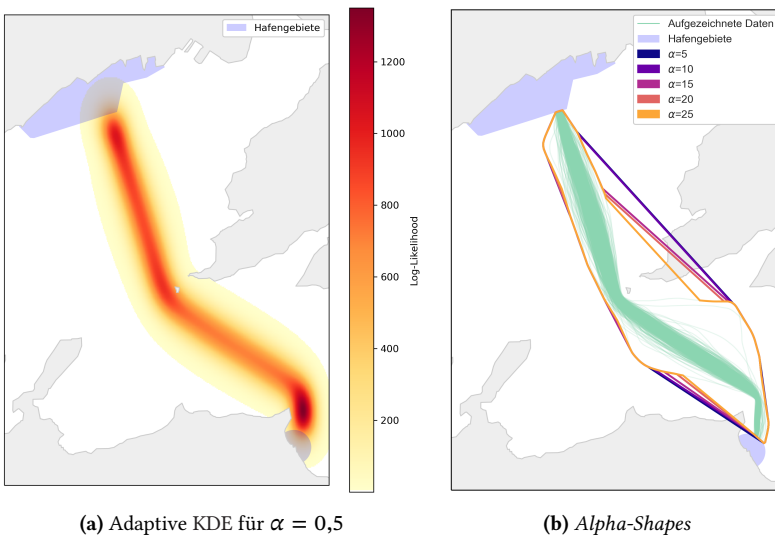 Hafengebiete
1200
1000
800
600
400
200
Log-Likelihood
(a) Adaptive KDE für α = 0,5
Aufgezeichnete Daten
Hafengebiete
α=5
α=10
α=15
α=20
α=25
(b) Alpha-Shapes